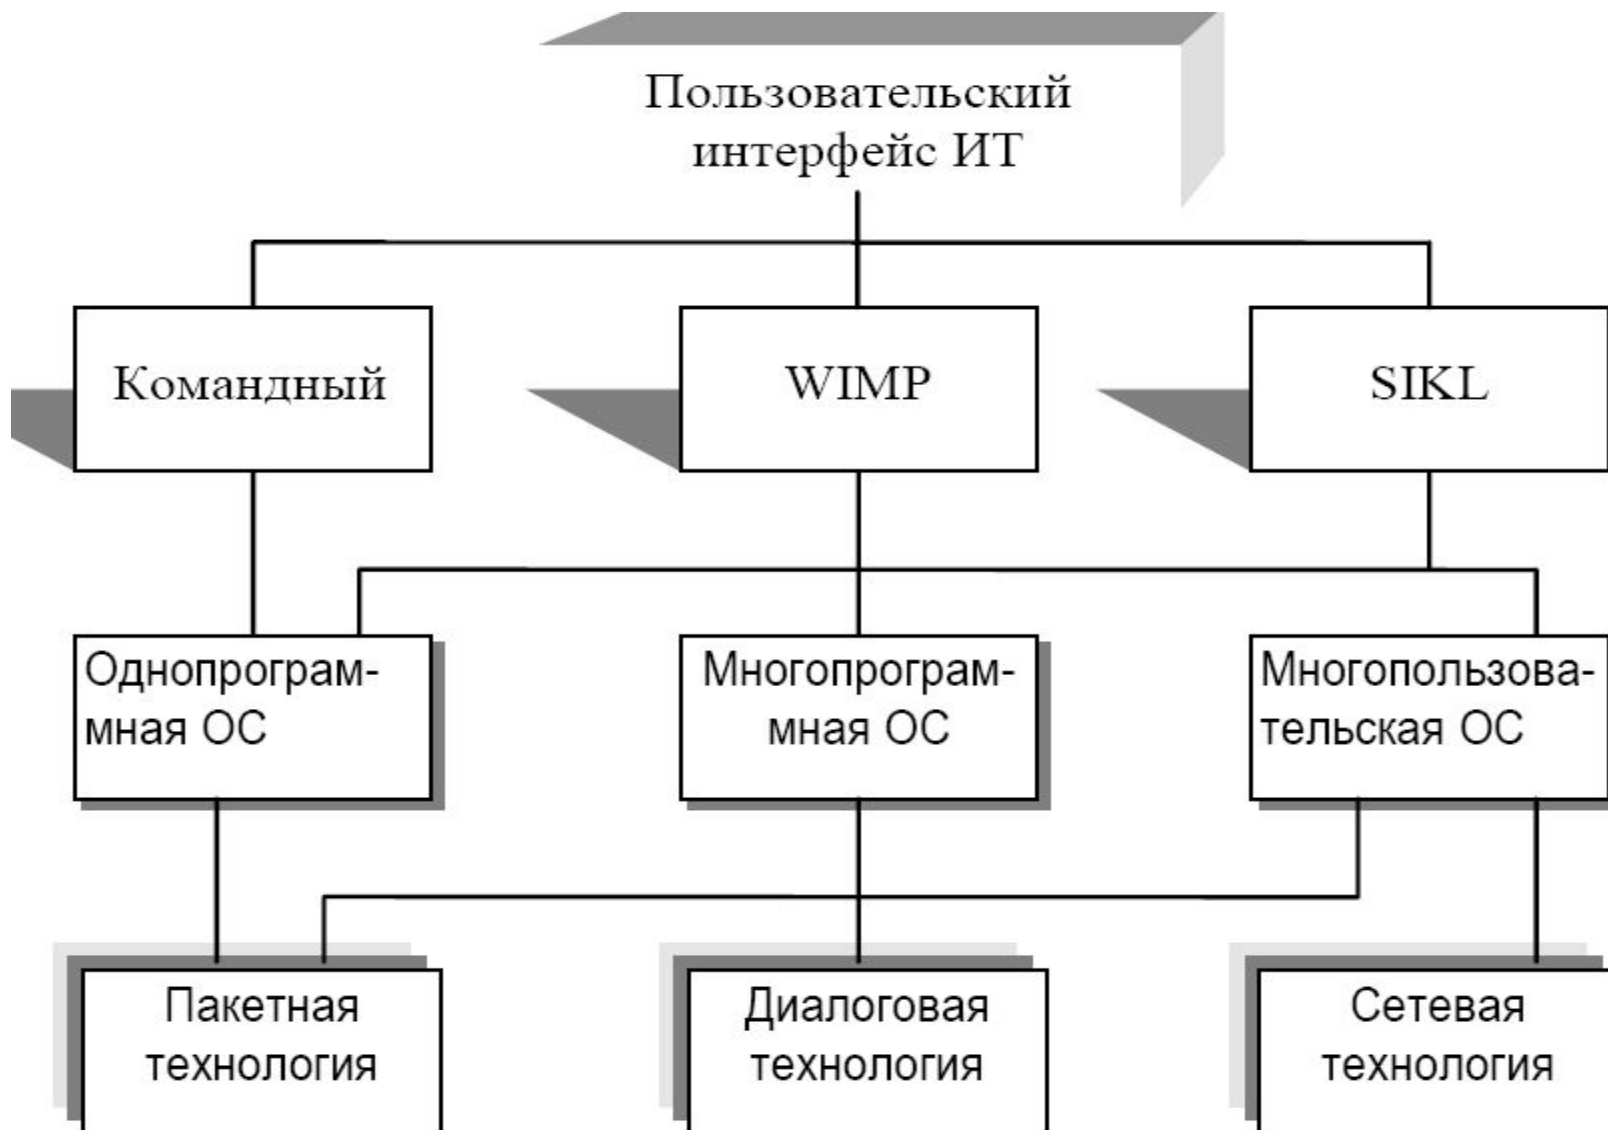 Пользовательский
интерфейс ИТ
Командный
WIMP
SIKL
Однопрограм-
мная ОС
Многопрограм-
мная ОС
Многопользова-
тельская ОС
Пакетная
технология
Диалоговая
технология
Сетевая
технология